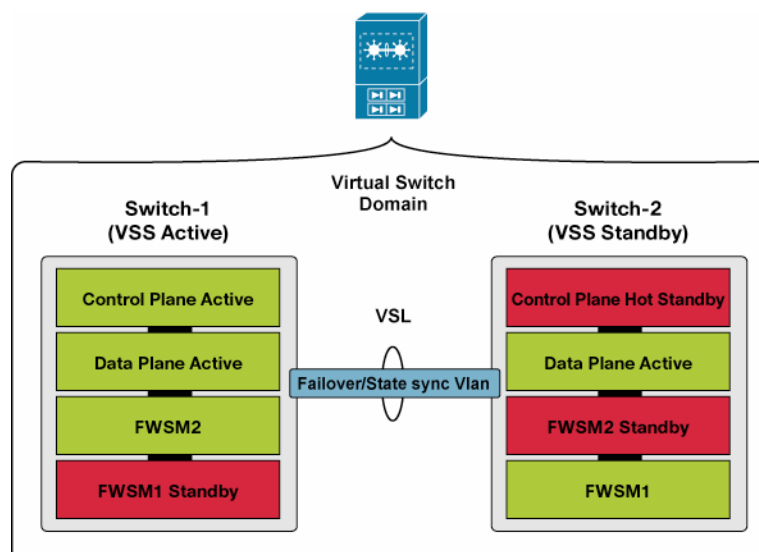 Virtual Switch
Domain
Switch-1
(VSS Active)
Control Plane Active
Data Plane Active
FWSM2
FWSM1 Standby
VSL
Failover/State sync Vlan
Switch-2
(VSS Standby)
Control Plane Hot Standby
Data Plane Active
FWSM2 Standby
FWSM1